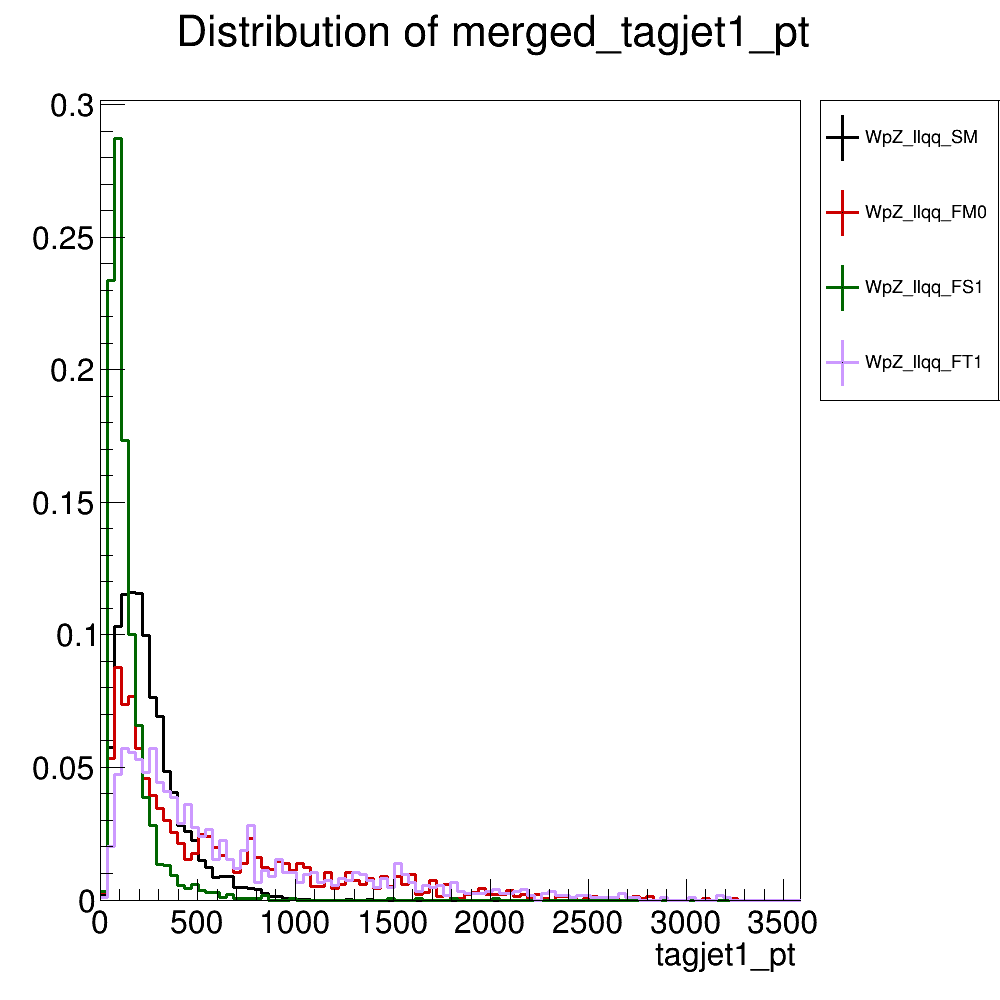 Distribution of merged_tagjet1_pt
0.3
0.25
0.2
0.15
0.1
0.05
0
0 500 1000 1500 2000 2500 3000 3500
tagjet1_pt
WpZ_llqq_SM
WpZ_llqq_FM0
WpZ_llqq_FS1
WpZ_llqq_FT1